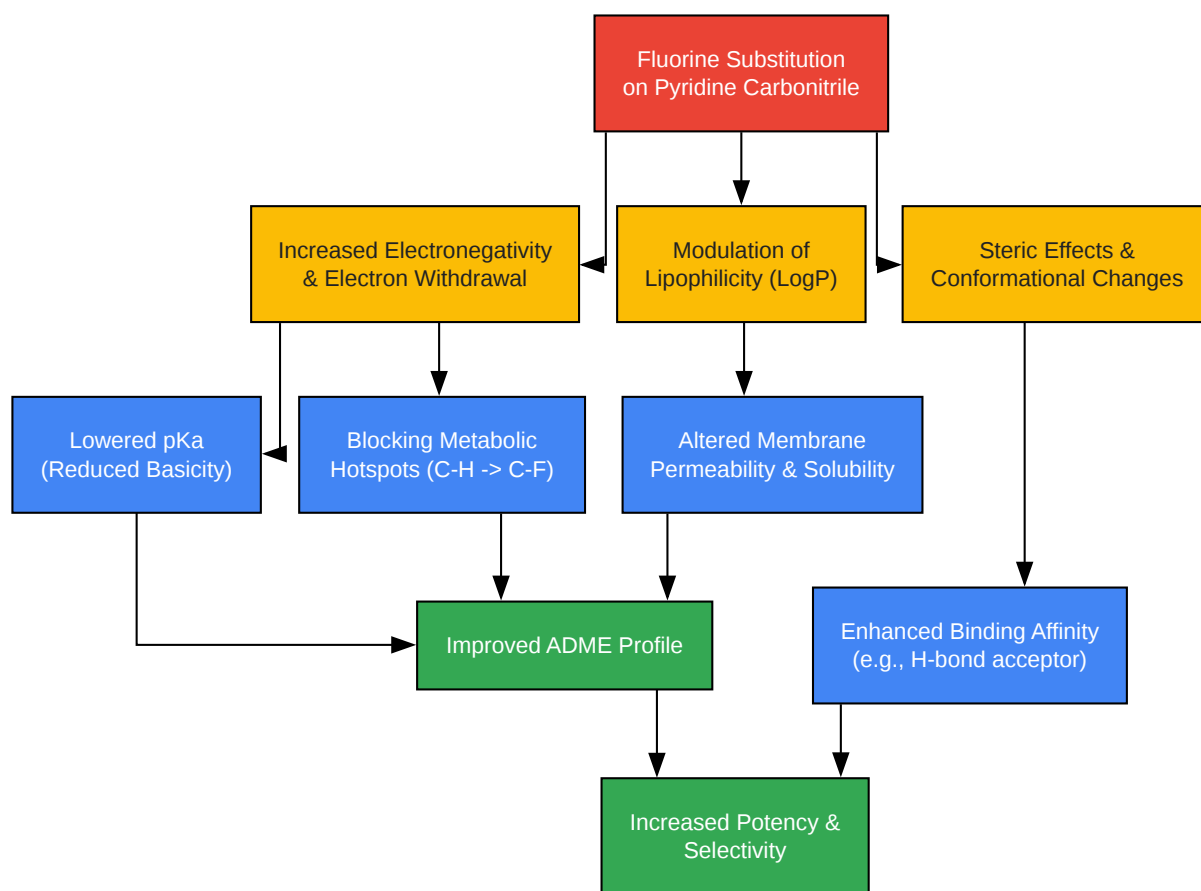 Fluorine Substitution
on Pyridine Carbonitrile
Increased Electronegativity
& Electron Withdrawal
Modulation of
Lipophilicity (LogP)
Steric Effects &
Conformational Changes
Lowered pKa
(Reduced Basicity)
Blocking Metabolic
Hotspots (C-H -> C-F)
Altered Membrane
Permeability & Solubility
Improved ADME Profile
Enhanced Binding Affinity
(e.g., H-bond acceptor)
Increased Potency &
Selectivity